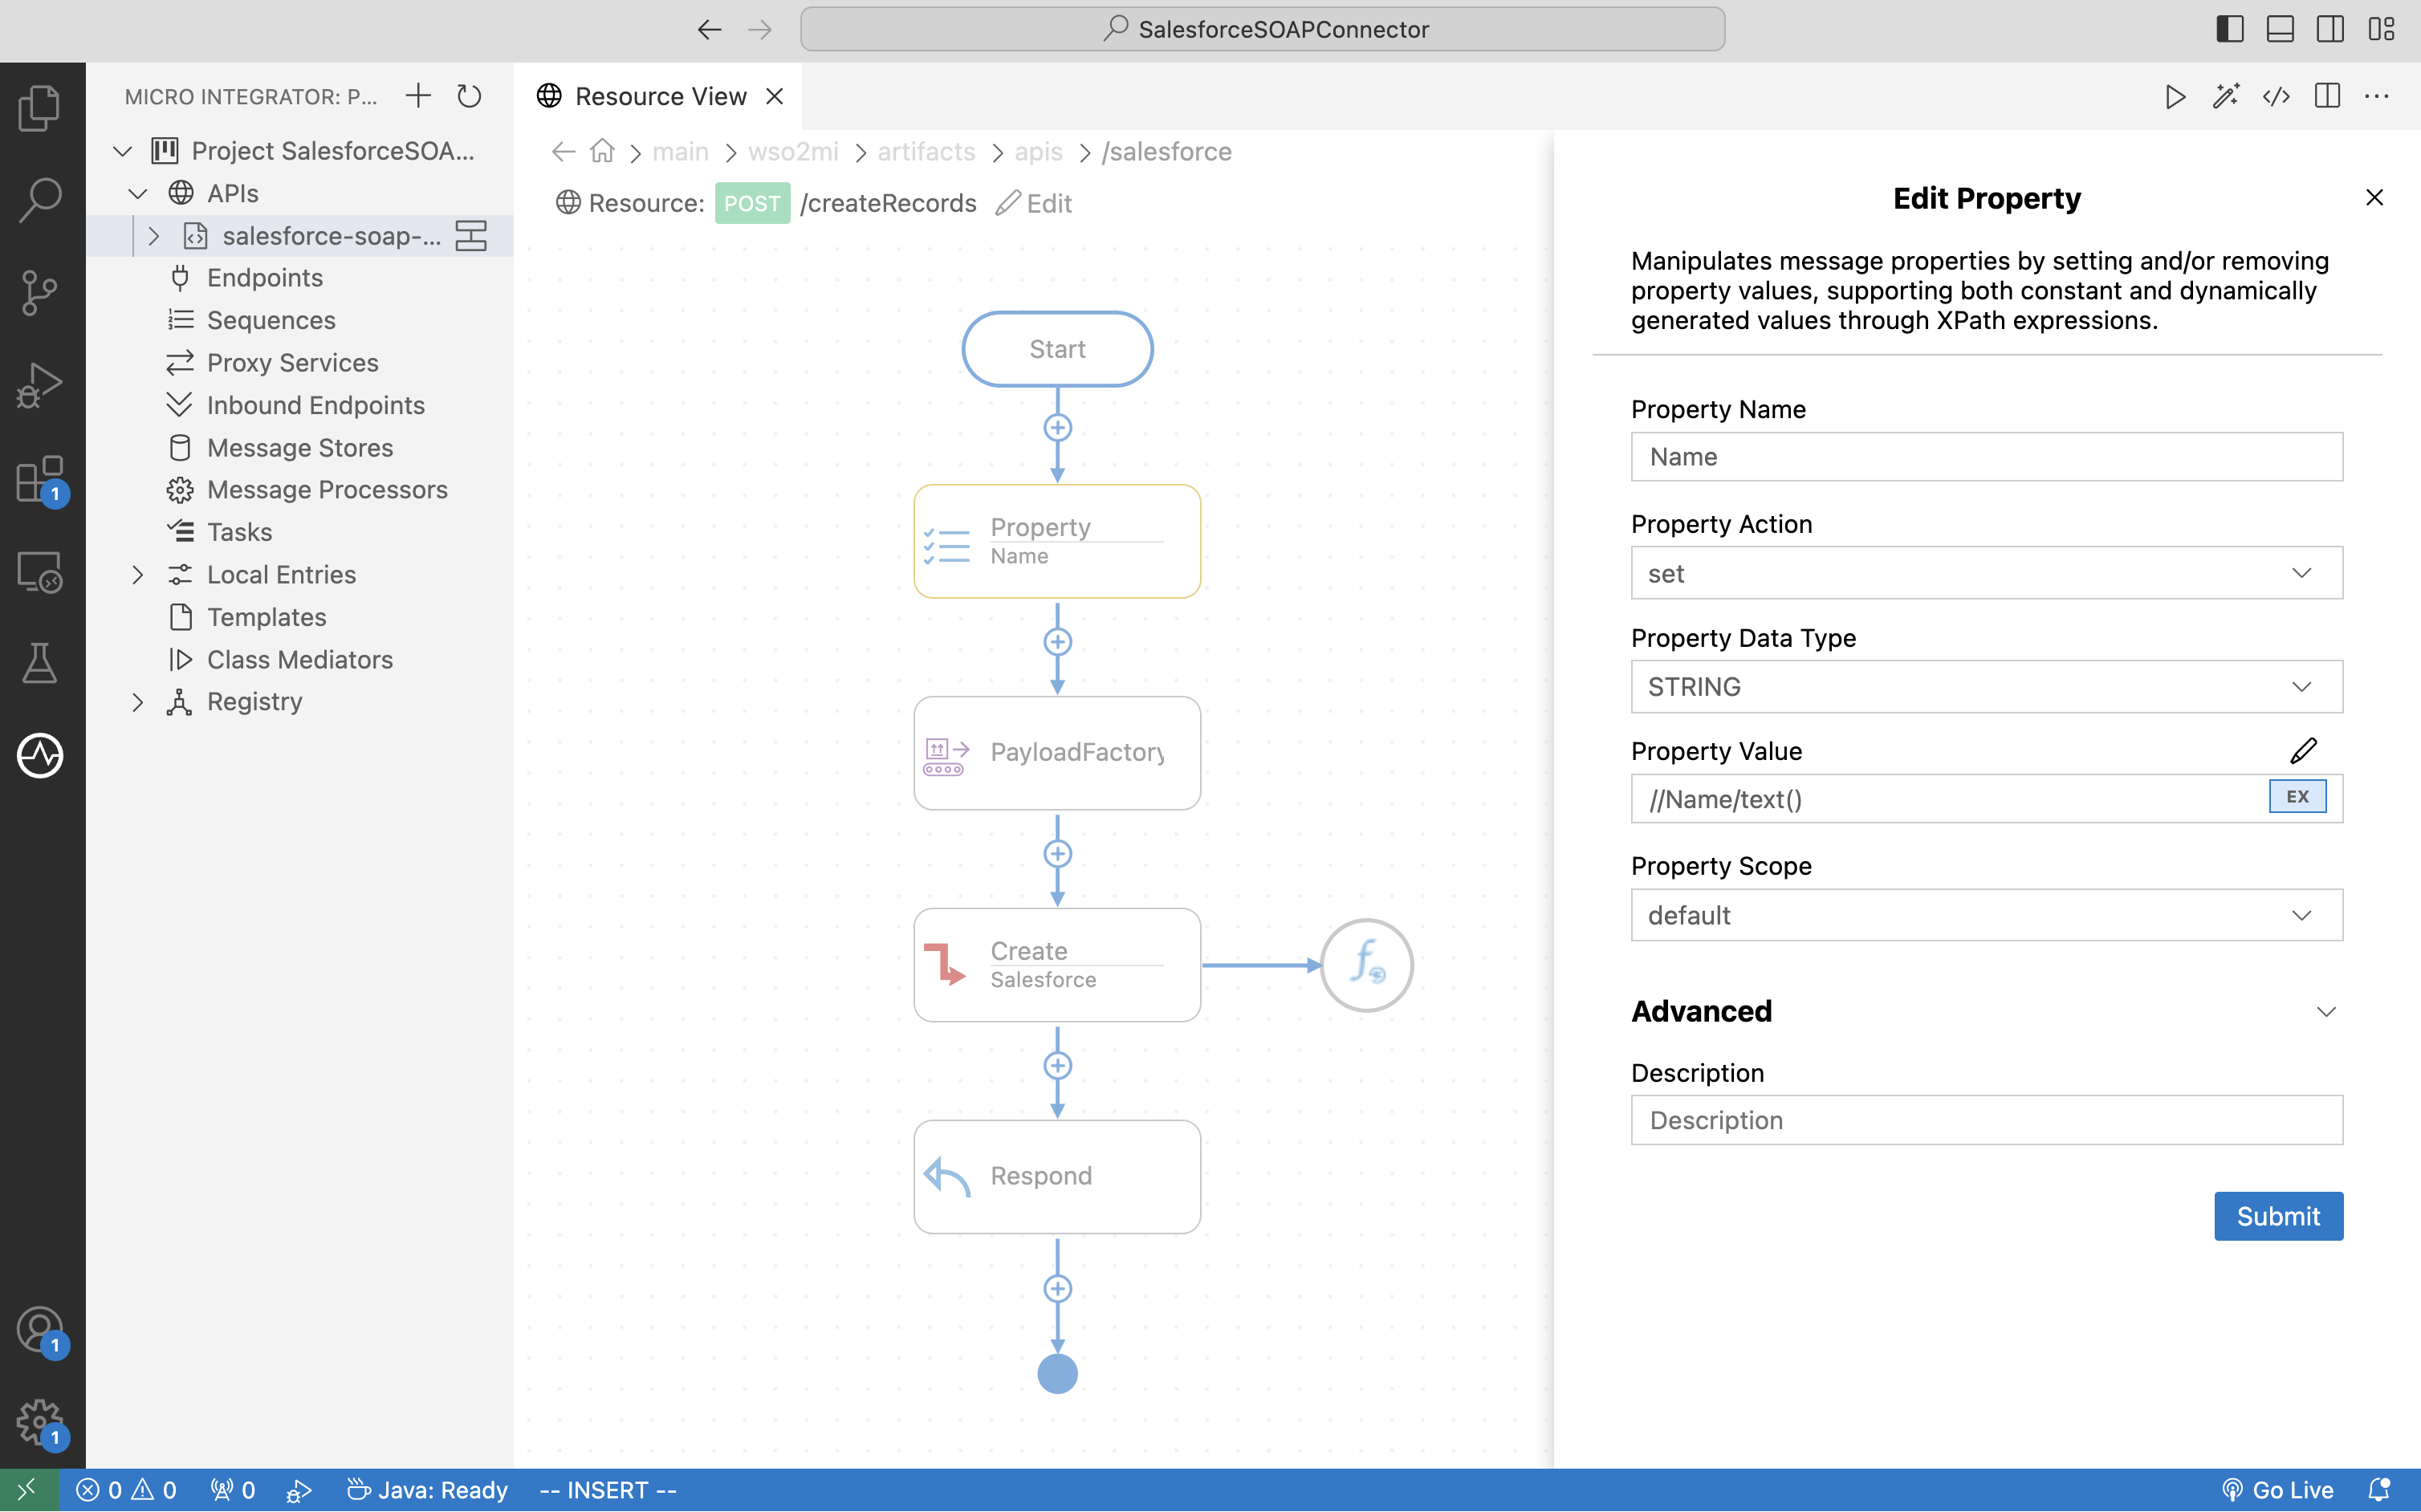 SalesforceSOAPConnector
MICRO INTEGRATOR: P...
Project SalesforceSOA...
APIs
salesforce-soap-...
Endpoints
Sequences
Proxy Services
Inbound Endpoints
Message Stores
Message Processors
Tasks
Local Entries
Templates
Class Mediators
Registry
1
1
1
Resource View
main > wso2mi > artifacts > apis > /salesforce
Resource: POST /createRecords Edit
Start
Property
Name
PayloadFactory
Create
Salesforce
Respond
Edit Property
Manipulates message properties by setting and/or removing
property values, supporting both constant and dynamically
generated values through XPath expressions.
Property Name
Name
Property Action
set
Property Data Type
STRING
Property Value
//Name/text()
EX
Property Scope
default
Advanced
Description
Description
Submit
0 0 0 Java: Ready -- INSERT -- Go Live